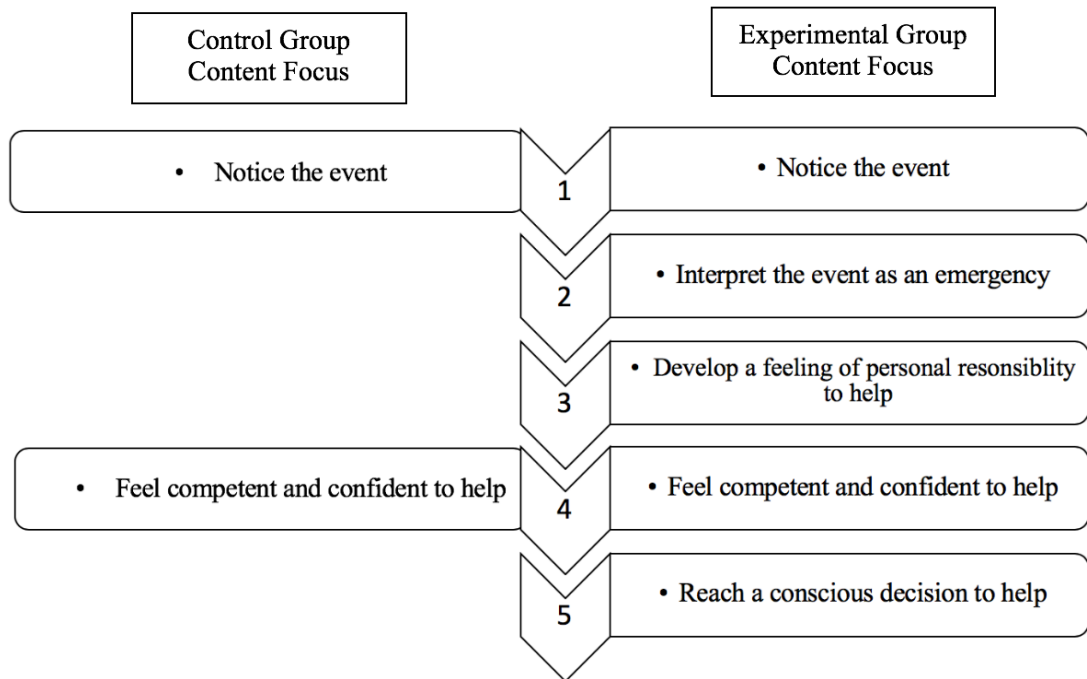 Control Group
Content Focus
Experimental Group
Content Focus
• Notice the event
1
• Notice the event
2
• Interpret the event as an emergency
3
• Develop a feeling of personal resonsiblity
to help
• Feel competent and confident to help
4
• Feel competent and confident to help
5
• Reach a conscious decision to help